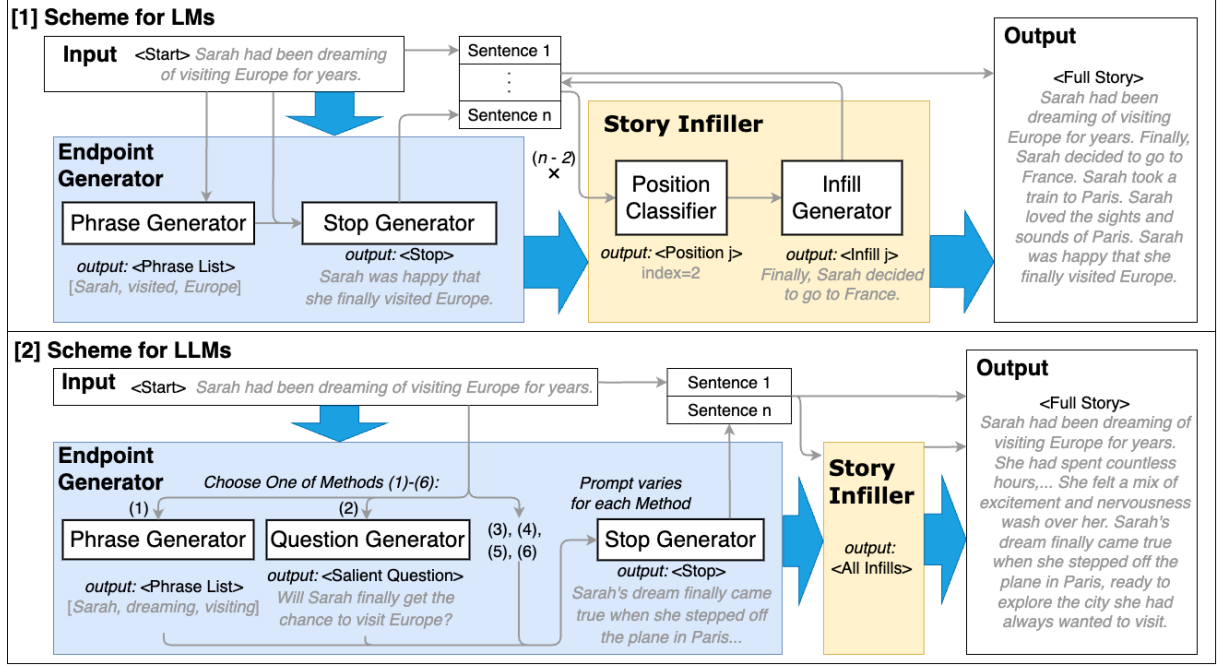 [1] Scheme for LMs
Input <Start> Sarah had been dreaming
of visiting Europe for years.
Sentence 1
⋮
Sentence n
Endpoint
Generator
Phrase Generator
output: <Phrase List>
[Sarah, visited, Europe]
Stop Generator
output: <Stop>
Sarah was happy that
she finally visited Europe.
(n - 2)
×
Story Infiller
Position
Classifier
output: <Position j>
index=2
Infill
Generator
output: <Infill j>
Finally, Sarah decided
to go to France.
Output
<Full Story>
Sarah had been
dreaming of visiting
Europe for years. Finally,
Sarah decided to go to
France. Sarah took a
train to Paris. Sarah
loved the sights and
sounds of Paris. Sarah
was happy that she
finally visited Europe.
[2] Scheme for LLMs
Input <Start> Sarah had been dreaming of visiting Europe for years.
Sentence 1
Sentence n
Endpoint
Generator
Choose One of Methods (1)-(6):
(1)
Phrase Generator
output: <Phrase List>
[Sarah, dreaming, visiting]
(2)
Question Generator
output: <Salient Question>
Will Sarah finally get the
chance to visit Europe?
(3), (4),
(5), (6)
Prompt varies
for each Method
Stop Generator
output: <Stop>
Sarah's dream finally came
true when she stepped off
the plane in Paris...
Story
Infiller
output:
<All Infills>
Output
<Full Story>
Sarah had been dreaming of
visiting Europe for years.
She had spent countless
hours,... She felt a mix of
excitement and nervousness
wash over her. Sarah's
dream finally came true
when she stepped off the
plane in Paris, ready to
explore the city she had
always wanted to visit.